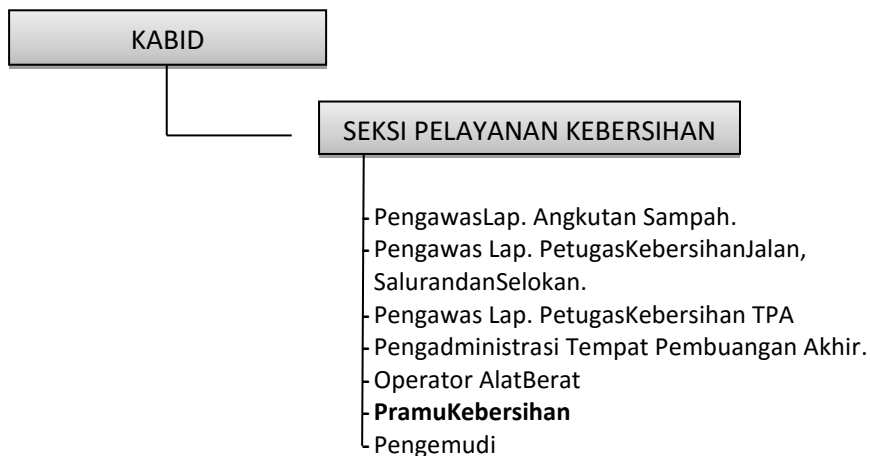 KABID
SEKSI PELAYANAN KEBERSIHAN
- PengawasLap. Angkutan Sampah.
- Pengawas Lap. PetugasKebersihanJalan,
SalurandanSelokan.
- Pengawas Lap. PetugasKebersihan TPA
- Pengadministrasi Tempat Pembuangan Akhir.
- Operator AlatBerat
- PramuKebersihan
- Pengemudi